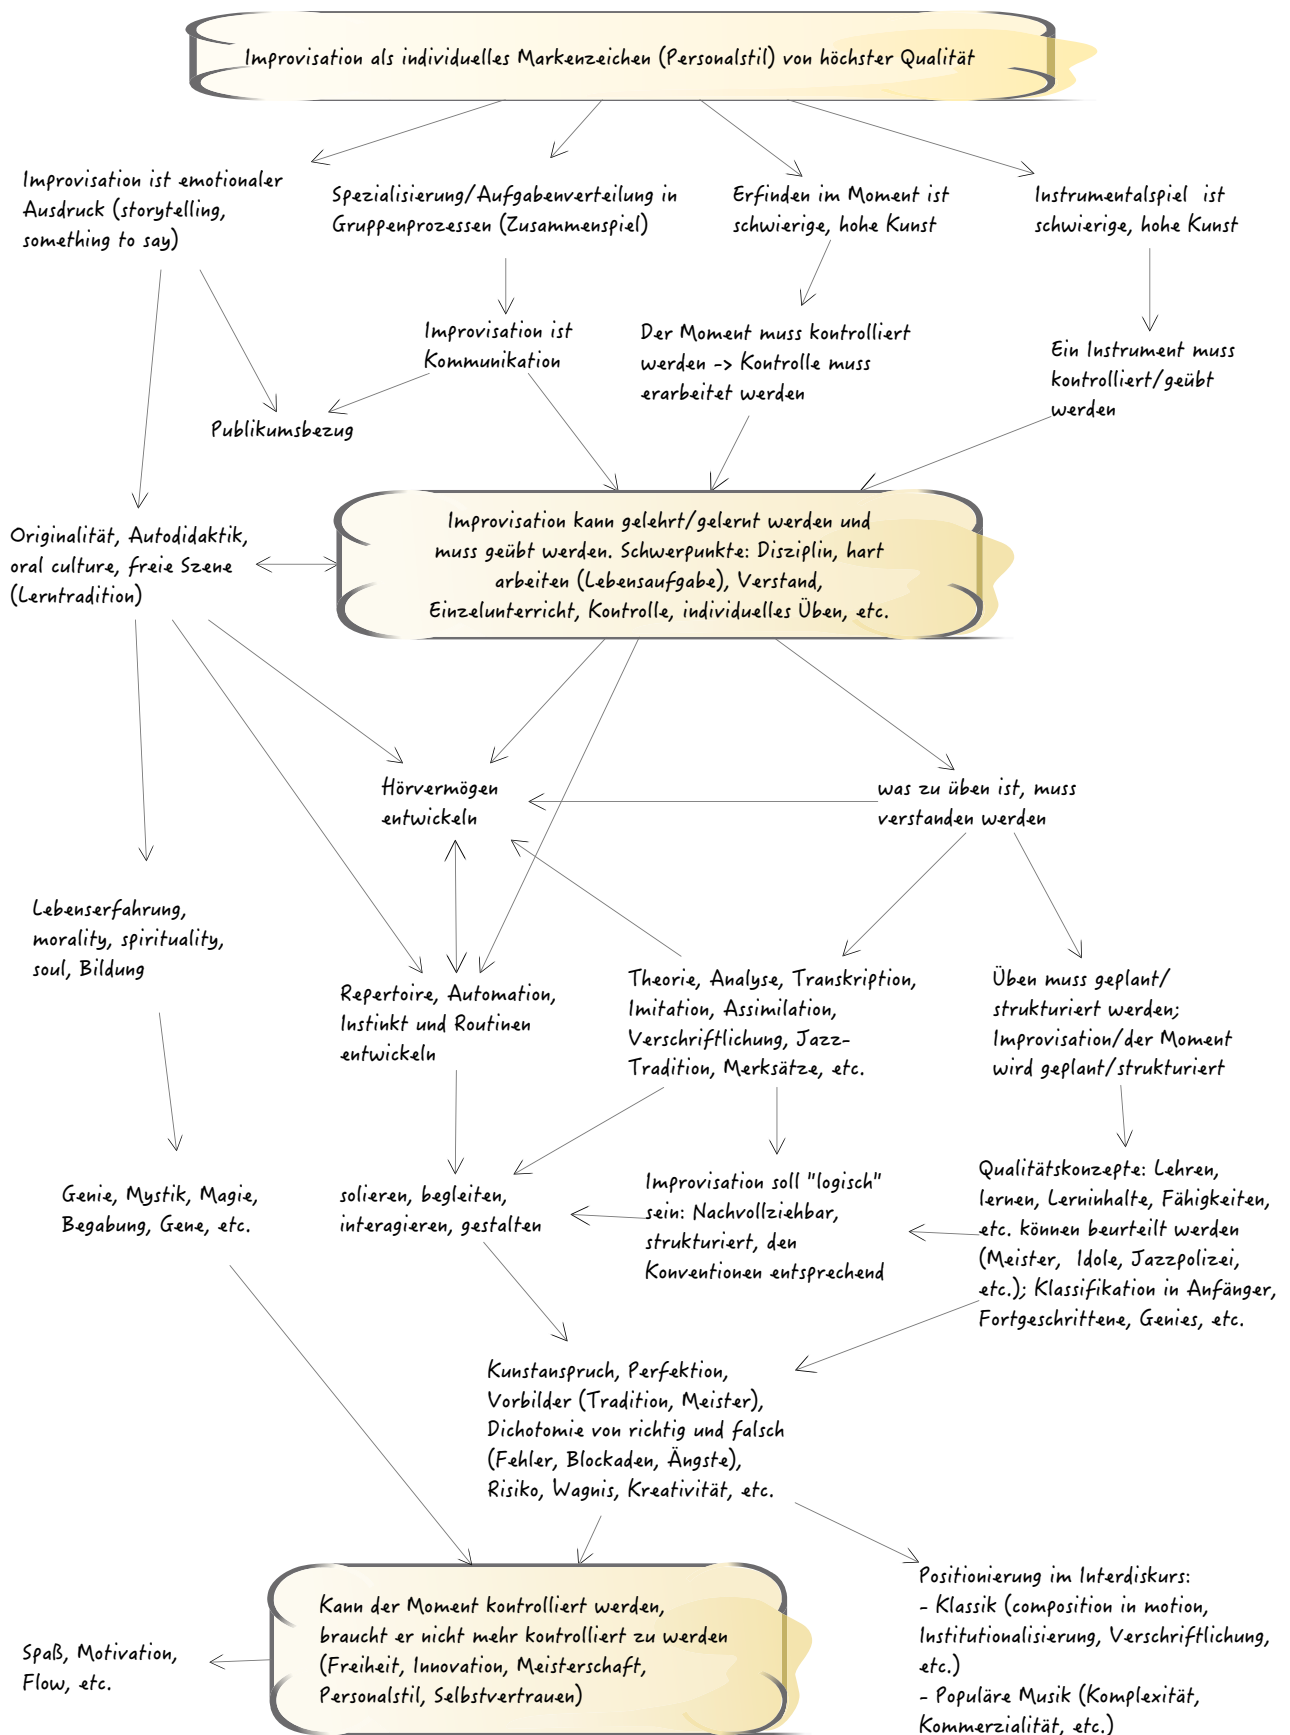 Improvisation als individuelles Markenzeichen (Personalstil) von höchster Qualität
Improvisation ist emotionaler
Ausdruck (storytelling,
something to say)
Spezialisierung/Aufgabenverteilung in
Gruppenprozessen (Zusammenspiel)
Erfinden im Moment ist
schwierige, hohe Kunst
Instrumentalspiel ist
schwierige, hohe Kunst
Improvisation ist
Kommunikation
Der Moment muss kontrolliert
werden -> Kontrolle muss
erarbeitet werden
Ein Instrument muss
kontrolliert/geübt
werden
Publikumsbezug
Originalität, Autodidaktik,
oral culture, freie Szene
(Lerntradition)
Improvisation kann gelehrt/gelernt werden und
muss geübt werden. Schwerpunkte: Disziplin, hart
arbeiten (Lebensaufgabe), Verstand,
Einzelunterricht, Kontrolle, individuelles Üben, etc.
Hörvermögen
entwickeln
was zu üben ist, muss
verstanden werden
Lebenserfahrung,
morality, spirituality,
soul, Bildung
Repertoire, Automation,
Instinkt und Routinen
entwickeln
Theorie, Analyse, Transkription,
Imitation, Assimilation,
Verschriftlichung, Jazz-
Tradition, Merksätze, etc.
Üben muss geplant/
strukturiert werden;
Improvisation/der Moment
wird geplant/strukturiert
Genie, Mystik, Magie,
Begabung, Gene, etc.
solieren, begleiten,
interagieren, gestalten
Improvisation soll "logisch"
sein: Nachvollziehbar,
strukturiert, den
Konventionen entsprechend
Qualitätskonzepte: Lehren,
lernen, Lerninhalte, Fähigkeiten,
etc. können beurteilt werden
(Meister, Idole, Jazzpolizei,
etc.); Klassifikation in Anfänger,
Fortgeschrittene, Genies, etc.
Kunstanspruch, Perfektion,
Vorbilder (Tradition, Meister),
Dichotomie von richtig und falsch
(Fehler, Blockaden, Ängste),
Risiko, Wagnis, Kreativität, etc.
Spaß, Motivation,
Flow, etc.
Kann der Moment kontrolliert werden,
braucht er nicht mehr kontrolliert zu werden
(Freiheit, Innovation, Meisterschaft,
Personalstil, Selbstvertrauen)
Positionierung im Interdiskurs:
- Klassik (composition in motion,
Institutionalisierung, Verschriftlichung,
etc.)
- Populäre Musik (Komplexität,
Kommerzialität, etc.)